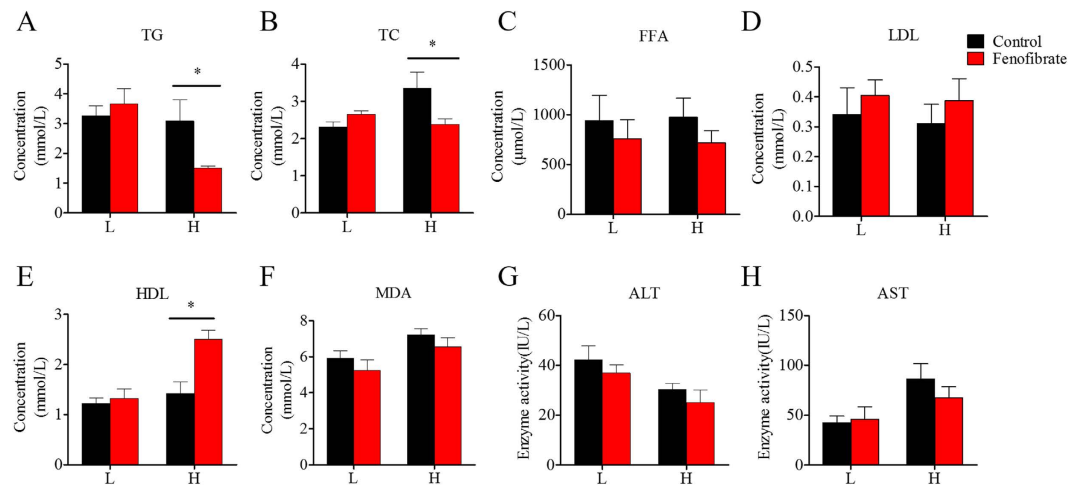 A
TG
Concentration
(mmol/L)
5
4
3
2
1
0
*
L
H
B
TC
Concentration
(mmol/L)
4
3
2
1
0
*
L
H
C
FFA
Concentration
(μmol/L)
1500
1000
500
0
L
H
D
LDL
Concentration
(mmol/L)
0.5
0.4
0.3
0.2
0.1
0.0
L
H
Control
Fenofibrate
E
HDL
Concentration
(mmol/L)
3
2
1
0
*
L
H
F
MDA
Concentration
(mmol/L)
8
6
4
2
0
L
H
G
ALT
Enzyme activity(IU/L)
60
40
20
0
L
H
H
AST
Enzyme activity(IU/L)
150
100
50
0
L
H